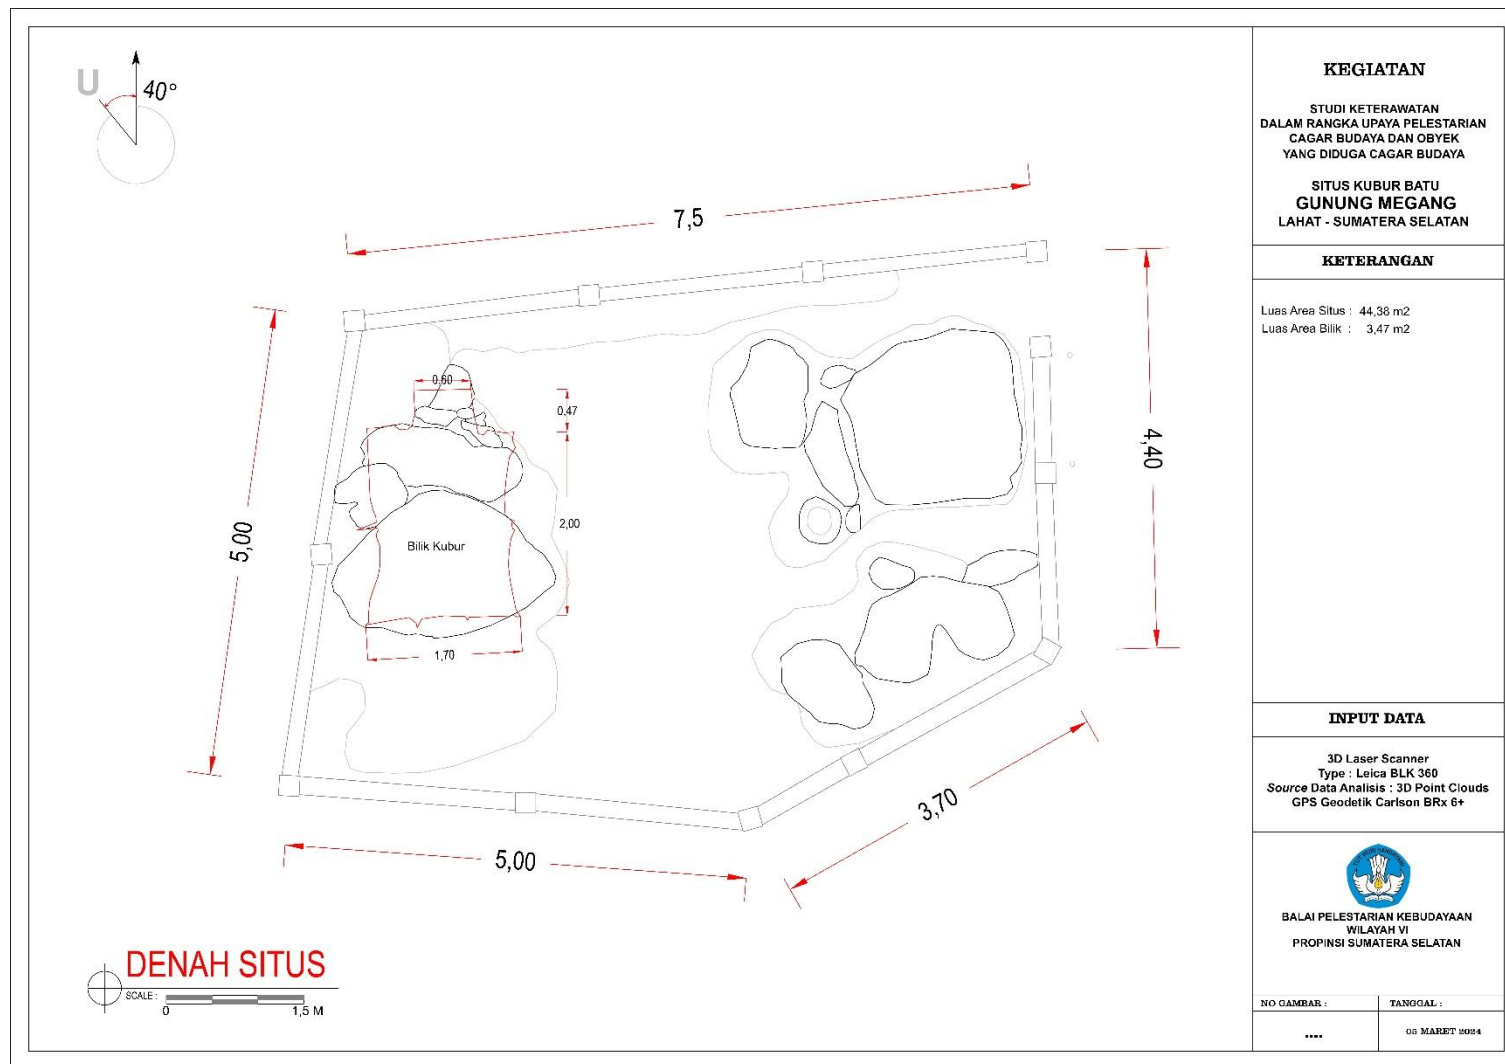 U
40°
7,5
0,60
0,47
2,00
Bilik Kubur
1,70
5,00
4,40
3,70
5,00
DENAH SITUS
SCALE :
0
1,5 M
KEGIATAN
STUDI KETERAWATAN
DALAM RANGKA UPAYA PELESTARIAN
CAGAR BUDAYA DAN OBYEK
YANG DIDUGA CAGAR BUDAYA
SITUS KUBUR BATU
GUNUNG MEGANG
LAHAT - SUMATERA SELATAN
KETERANGAN
Luas Area Situs : 44,38 m2
Luas Area Bilik : 3,47 m2
INPUT DATA
3D Laser Scanner
Type : Leica BLK 360
Source Data Analisis : 3D Point Clouds
GPS Geodetik Carlson BRx 6+
BALAI PELESTARIAN KEBUDAYAAN
WILAYAH VI
PROPINSI SUMATERA SELATAN
NO GAMBAR :
TANGGAL :
....
05 MARET 2024